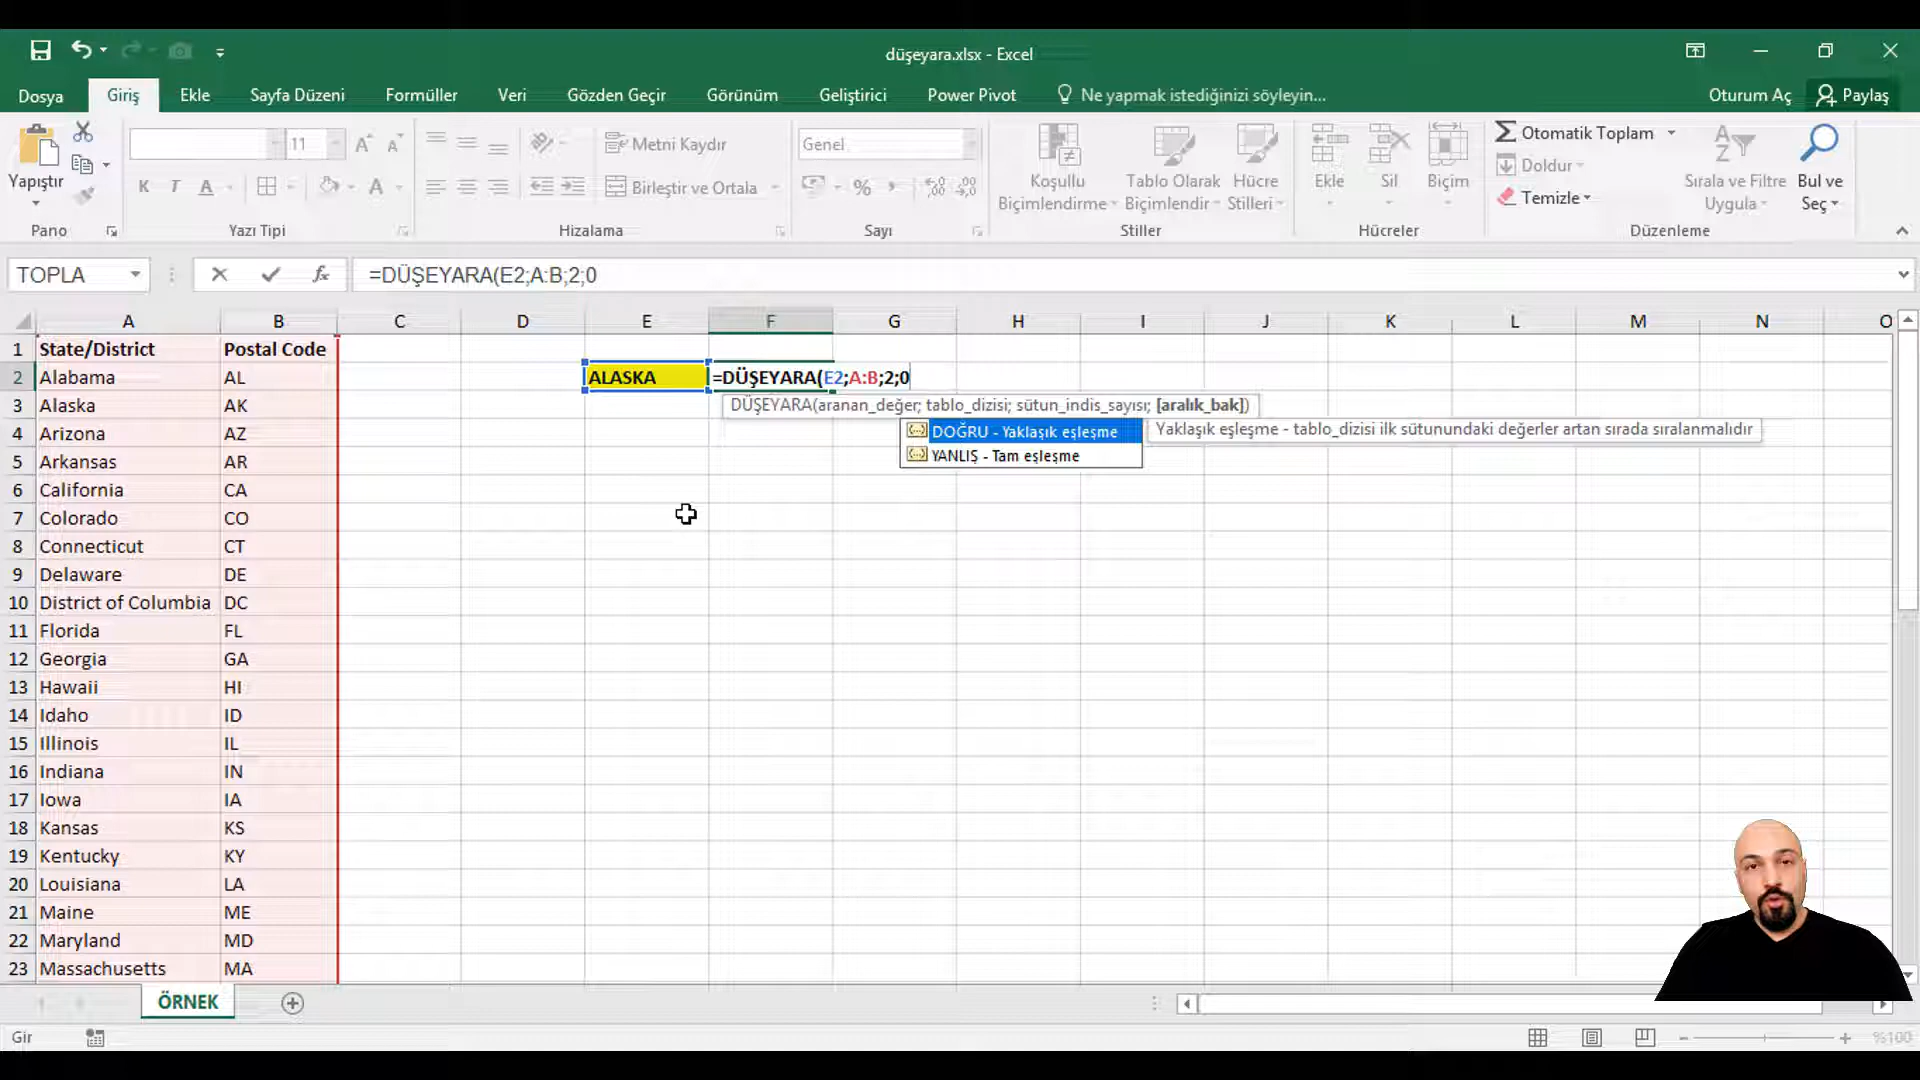 düşeyara.xlsx - Excel
Dosya Giriş Ekle Sayfa Düzeni Formüller Veri Gözden Geçir Görünüm Geliştirici Power Pivot Ne yapmak istediğinizi söyleyin... Oturum Aç Paylaş
Yapıştır
Pano
11
K T A
Yazı Tipi
Metni Kaydır
Birleştir ve Ortala
Hizalama
Genel
%
Sayı
Koşullu Biçimlendirme
Tablo Olarak Biçimlendir
Hücre Stilleri
Stiller
Ekle
Sil
Biçim
Hücreler
Otomatik Toplam
Doldur
Temizle
Sırala ve Filtre Uygula
Bul ve Seç
Düzenleme
TOPLA fx =DÜŞEYARA(E2;A:B;2;0
A B C D E F G H I J K L M N O
1 State/District Postal Code
2 Alabama AL ALASKA =DÜŞEYARA(E2;A:B;2;0
DÜŞEYARA(aranan_değer; tablo_dizisi; sütun_indis_sayısı; [aralık_bak])
DOĞRU - Yaklaşık eşleşme
Yaklaşık eşleşme - tablo_dizisi ilk sütunundaki değerler artan sırada sıralanmalıdır
YANLIŞ - Tam eşleşme
3 Alaska AK
4 Arizona AZ
5 Arkansas AR
6 California CA
7 Colorado CO
8 Connecticut CT
9 Delaware DE
10 District of Columbia DC
11 Florida FL
12 Georgia GA
13 Hawaii HI
14 Idaho ID
15 Illinois IL
16 Indiana IN
17 Iowa IA
18 Kansas KS
19 Kentucky KY
20 Louisiana LA
21 Maine ME
22 Maryland MD
23 Massachusetts MA
ÖRNEK
Gir
%100